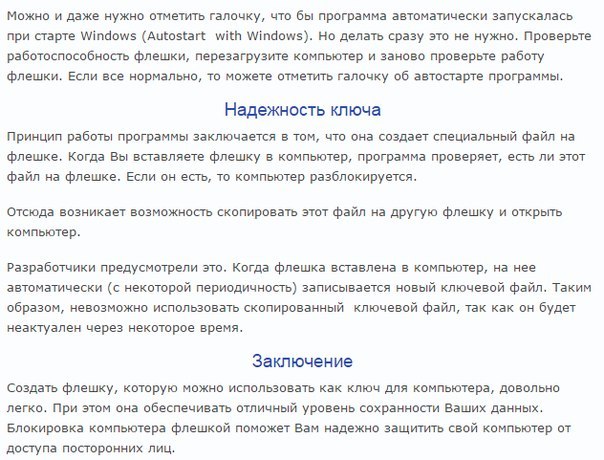 Можно и даже нужно отметить галочку, что бы программа автоматически запускалась
при старте Windows (Autostart with Windows). Но делать сразу это не нужно. Проверьте
работоспособность флешки, перезагрузите компьютер и заново проверьте работу
флешки. Если все нормально, то можете отметить галочку об автостарте программы.
Надежность ключа
Принцип работы программы заключается в том, что она создает специальный файл на
флешке. Когда Вы вставляете флешку в компьютер, программа проверяет, есть ли этот
файл на флешке. Если он есть, то компьютер разблокируется.
Отсюда возникает возможность скопировать этот файл на другую флешку и открыть
компьютер.
Разработчики предусмотрели это. Когда флешка вставлена в компьютер, на нее
автоматически (с некоторой периодичность) записывается новый ключевой файл. Таким
образом, невозможно использовать скопированный ключевой файл, так как он будет
неактуален через некоторое время.
Заключение
Создать флешку, которую можно использовать как ключ для компьютера, довольно
легко. При этом она обеспечивать отличный уровень сохранности Ваших данных.
Блокировка компьютера флешкой поможет Вам надежно защитить свой компьютер от
доступа посторонних лиц.